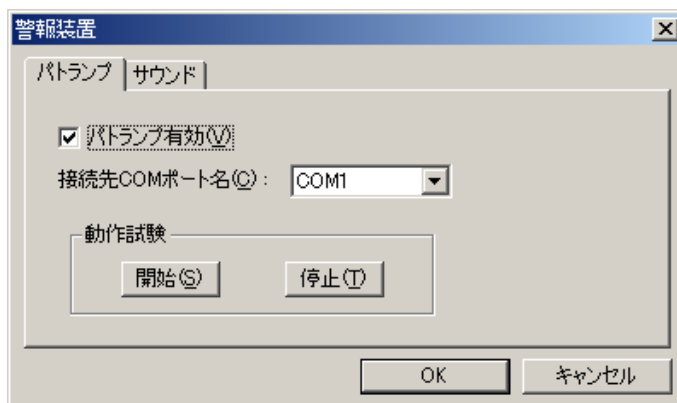 警報装置
パトランプ サウンド
パトランプ有効(V)
接続先COMポート名(C)： COM1
動作試験
開始(S) 停止(T)
OK キャンセル